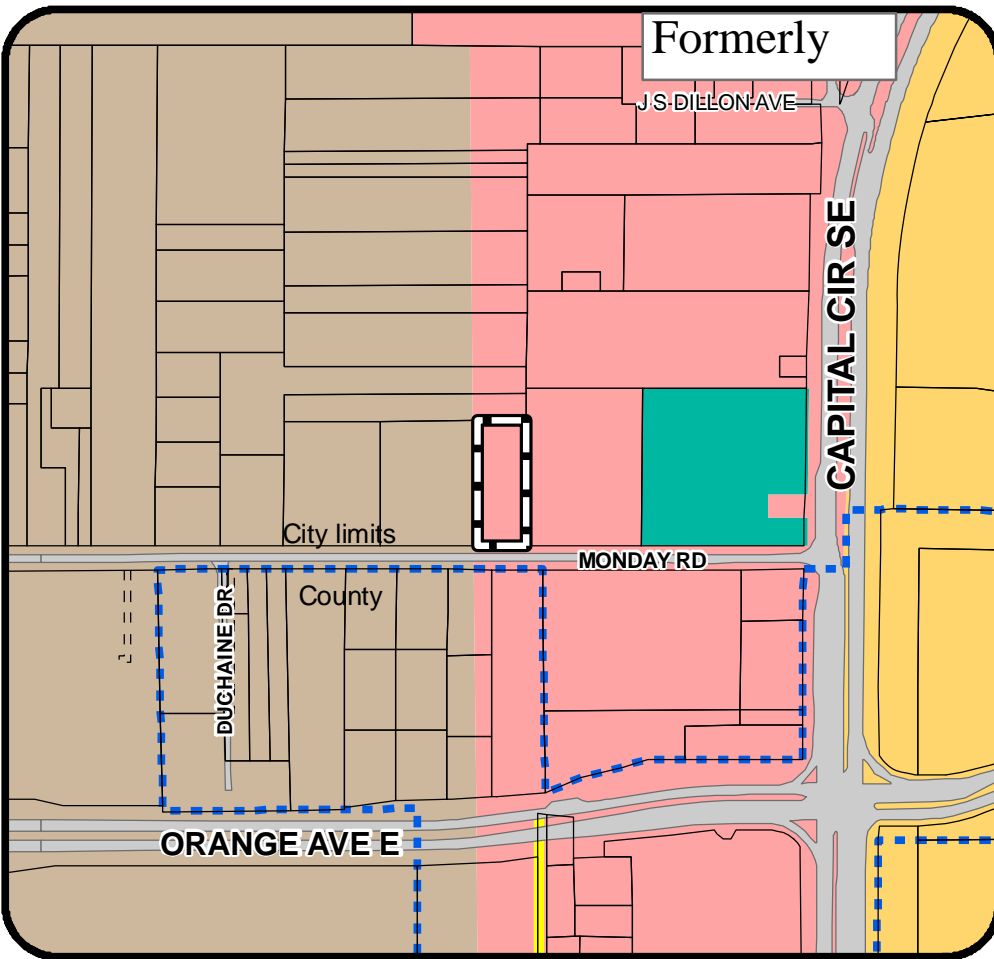 Formerly
J S DILLON AVE
CAPITAL CIR SE
City limits
MONDAY RD
County
DUCHAINE DR
ORANGE AVE E